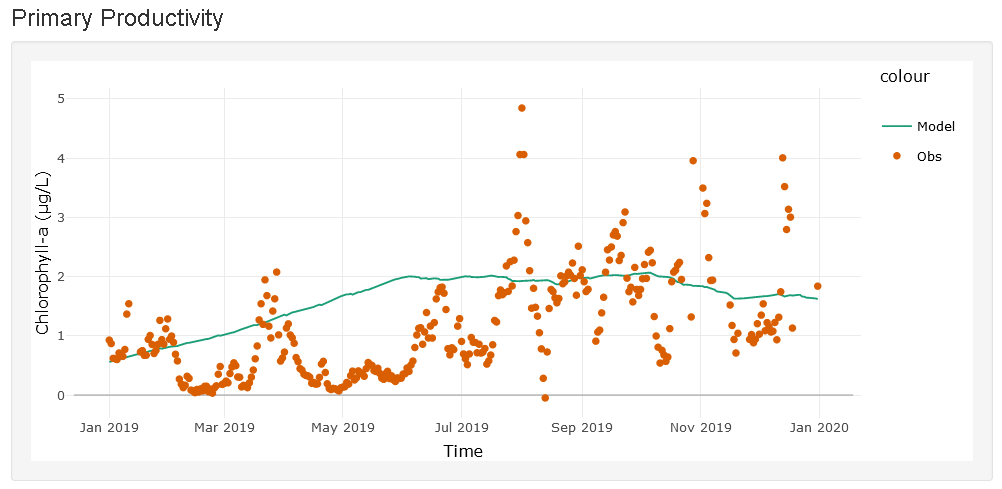 Primary Productivity
colour
Model
Obs
Chlorophyll-a (µg/L)
5
4
3
2
1
0
Jan 2019 Mar 2019 May 2019 Jul 2019 Sep 2019 Nov 2019 Jan 2020
Time